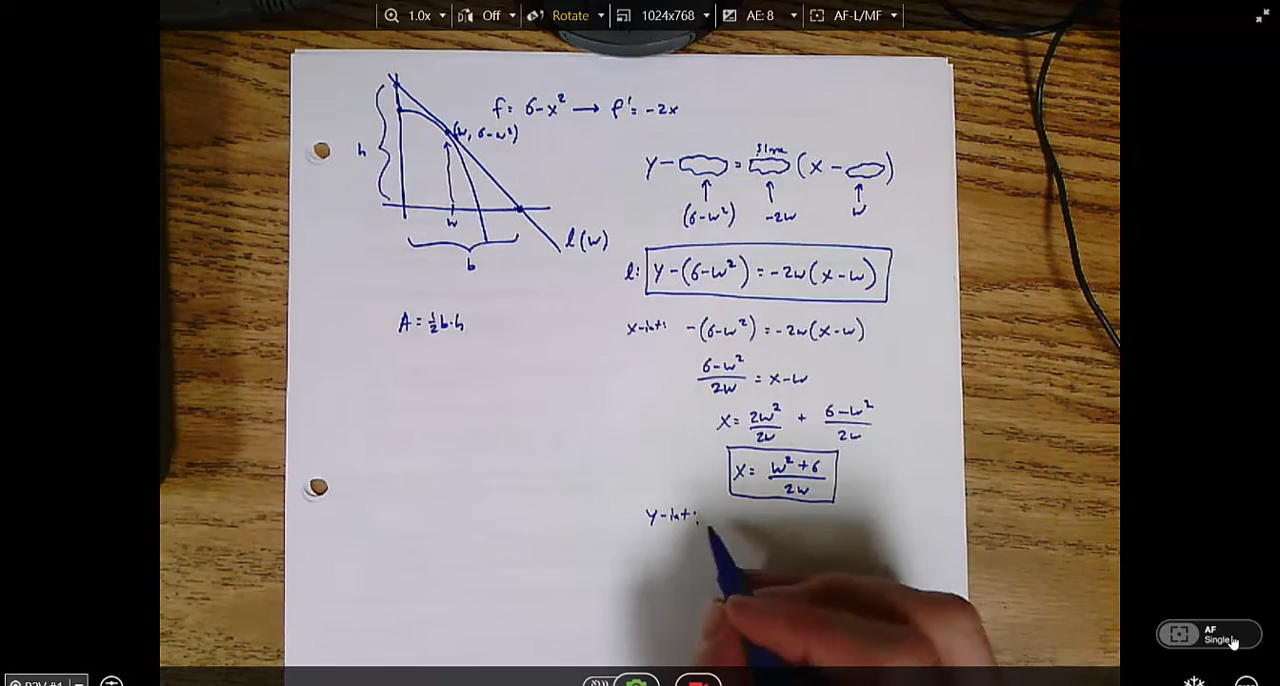 1.0x Off Rotate 1024x768 AE: 8 AF-L/MF
f: 6-x² → f' = -2x
(w, 6-w²)
h
w
b
l(w)
slope
y - = (x - )
(6-w²) -2w w
l: y-(6-w²) = -2w(x-w)
A = ½b·h
x-int: -(6-w²) = -2w(x-w)
6-w²/2w = x-w
x = 2w²/2w + 6-w²/2w
x = w²+6/2w
y-int:
AF
Single